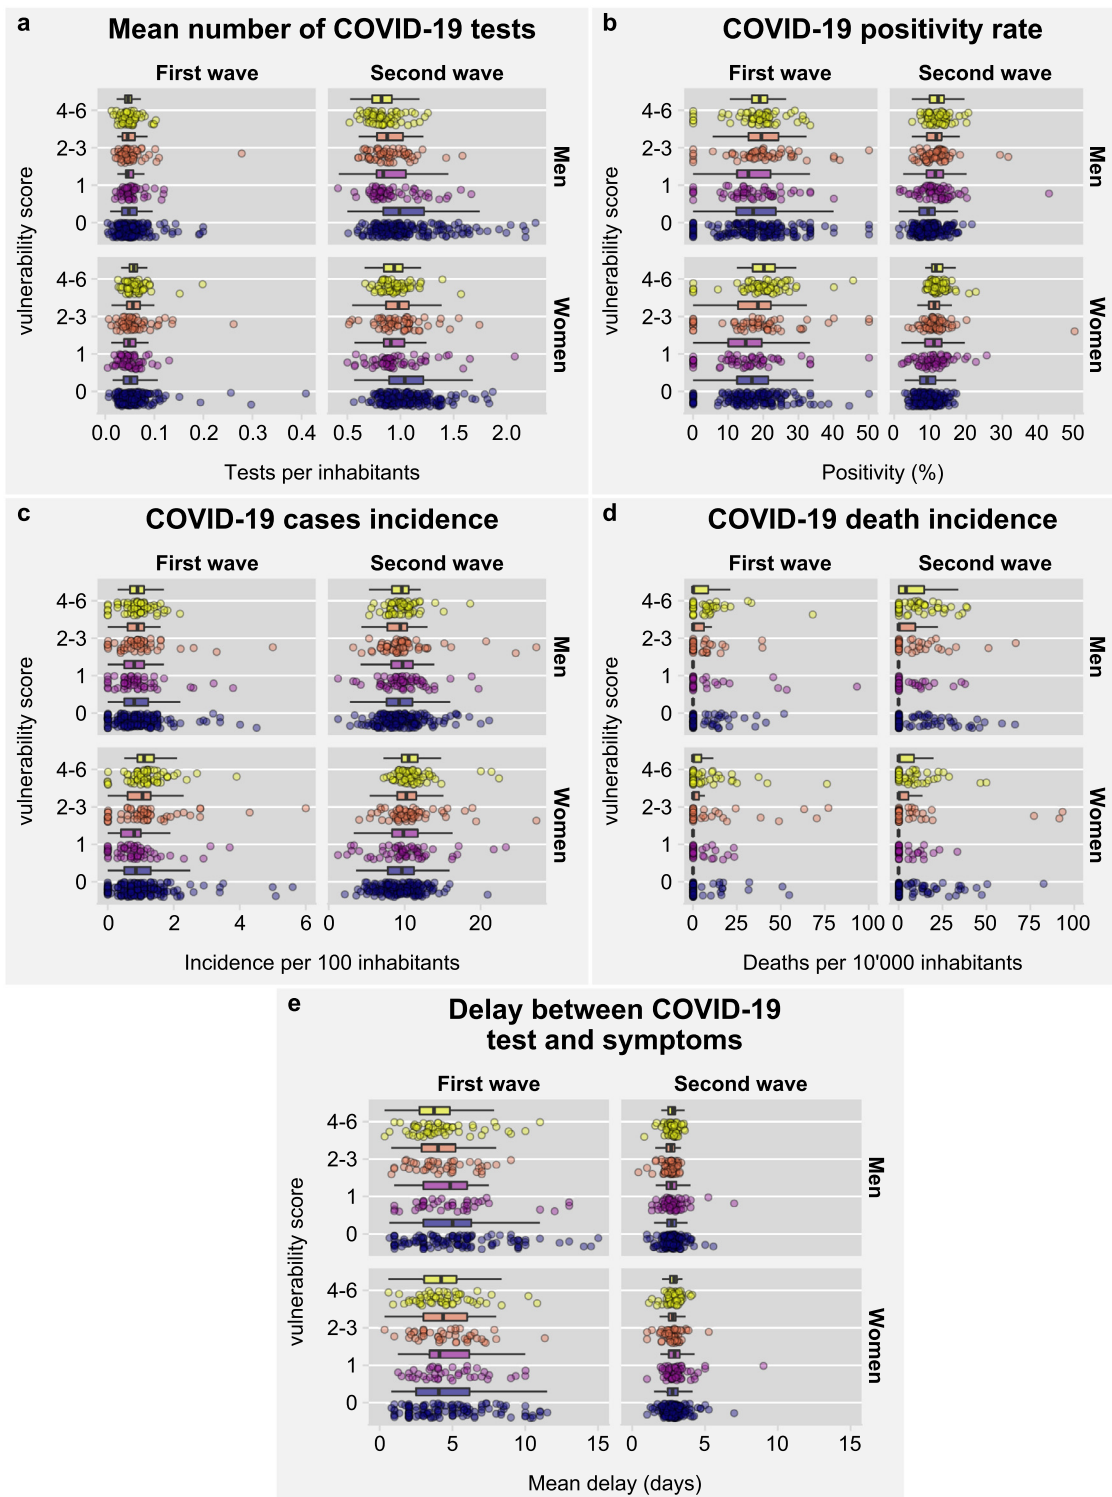 a Mean number of COVID-19 tests
First wave Second wave
vulnerability score
4-6
2-3
1
0
Men
vulnerability score
4-6
2-3
1
0
Women
0.0 0.1 0.2 0.3 0.4 0.5 1.0 1.5 2.0
Tests per inhabitants
b COVID-19 positivity rate
First wave Second wave
vulnerability score
4-6
2-3
1
0
Men
vulnerability score
4-6
2-3
1
0
Women
0 10 20 30 40 50 0 10 20 30 40 50
Positivity (%)
c COVID-19 cases incidence
First wave Second wave
vulnerability score
4-6
2-3
1
0
Men
vulnerability score
4-6
2-3
1
0
Women
0 2 4 6 0 10 20
Incidence per 100 inhabitants
d COVID-19 death incidence
First wave Second wave
vulnerability score
4-6
2-3
1
0
Men
vulnerability score
4-6
2-3
1
0
Women
0 25 50 75 100 0 25 50 75 100
Deaths per 10'000 inhabitants
e Delay between COVID-19
test and symptoms
First wave Second wave
vulnerability score
4-6
2-3
1
0
Men
vulnerability score
4-6
2-3
1
0
Women
0 5 10 15 0 5 10 15
Mean delay (days)